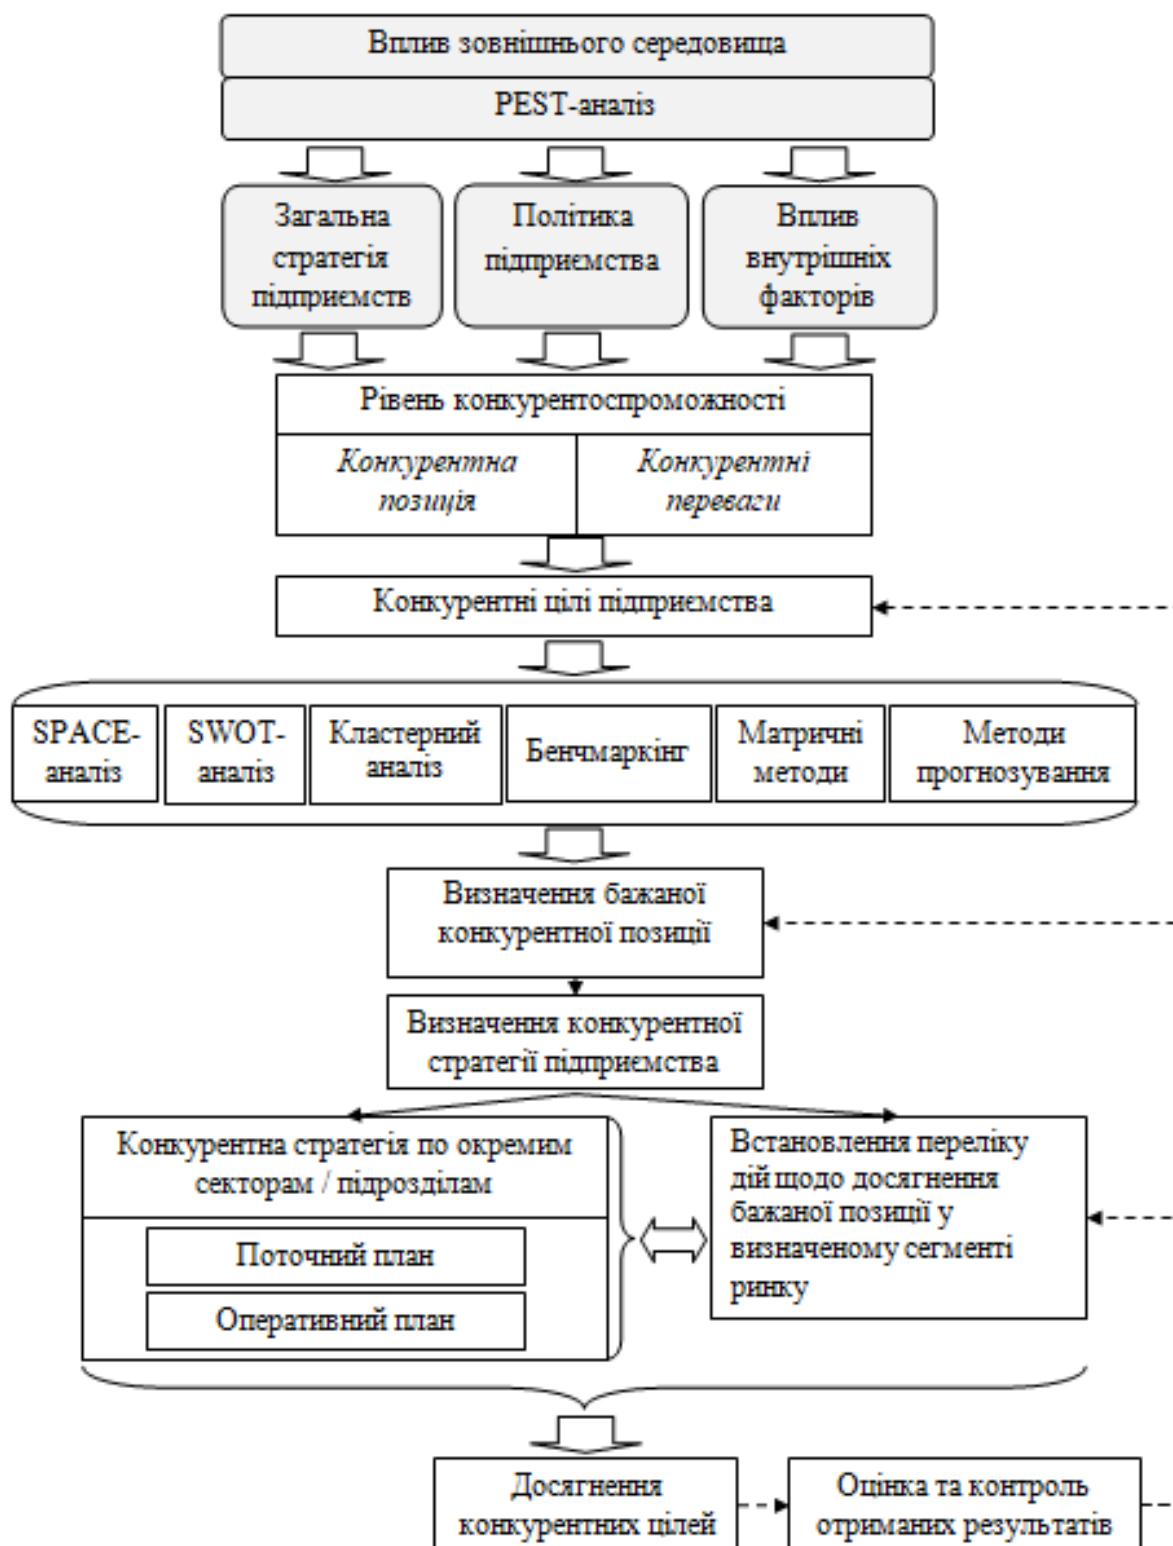 Вплив зовнішнього середовища
PEST-аналіз
Загальна
стратегія
підприємств
Політика
підприємства
Вплив
внутрішніх
факторів
Рівень конкурентоспроможності
Конкурентна
позиція
Конкурентні
переваги
Конкурентні цілі підприємства
SPACE-
аналіз
SWOT-
аналіз
Кластерний
аналіз
Бенчмаркінг
Матричні
методи
Методи
прогнозування
Визначення бажаної
конкурентної позиції
Визначення конкурентної
стратегії підприємства
Конкурентна стратегія по окремим
секторам / підрозділам
Поточний план
Оперативний план
Встановлення переліку
дій щодо досягнення
бажаної позиції у
визначеному сегменті
ринку
Досягнення
конкурентних цілей
Оцінка та контроль
отриманих результатів